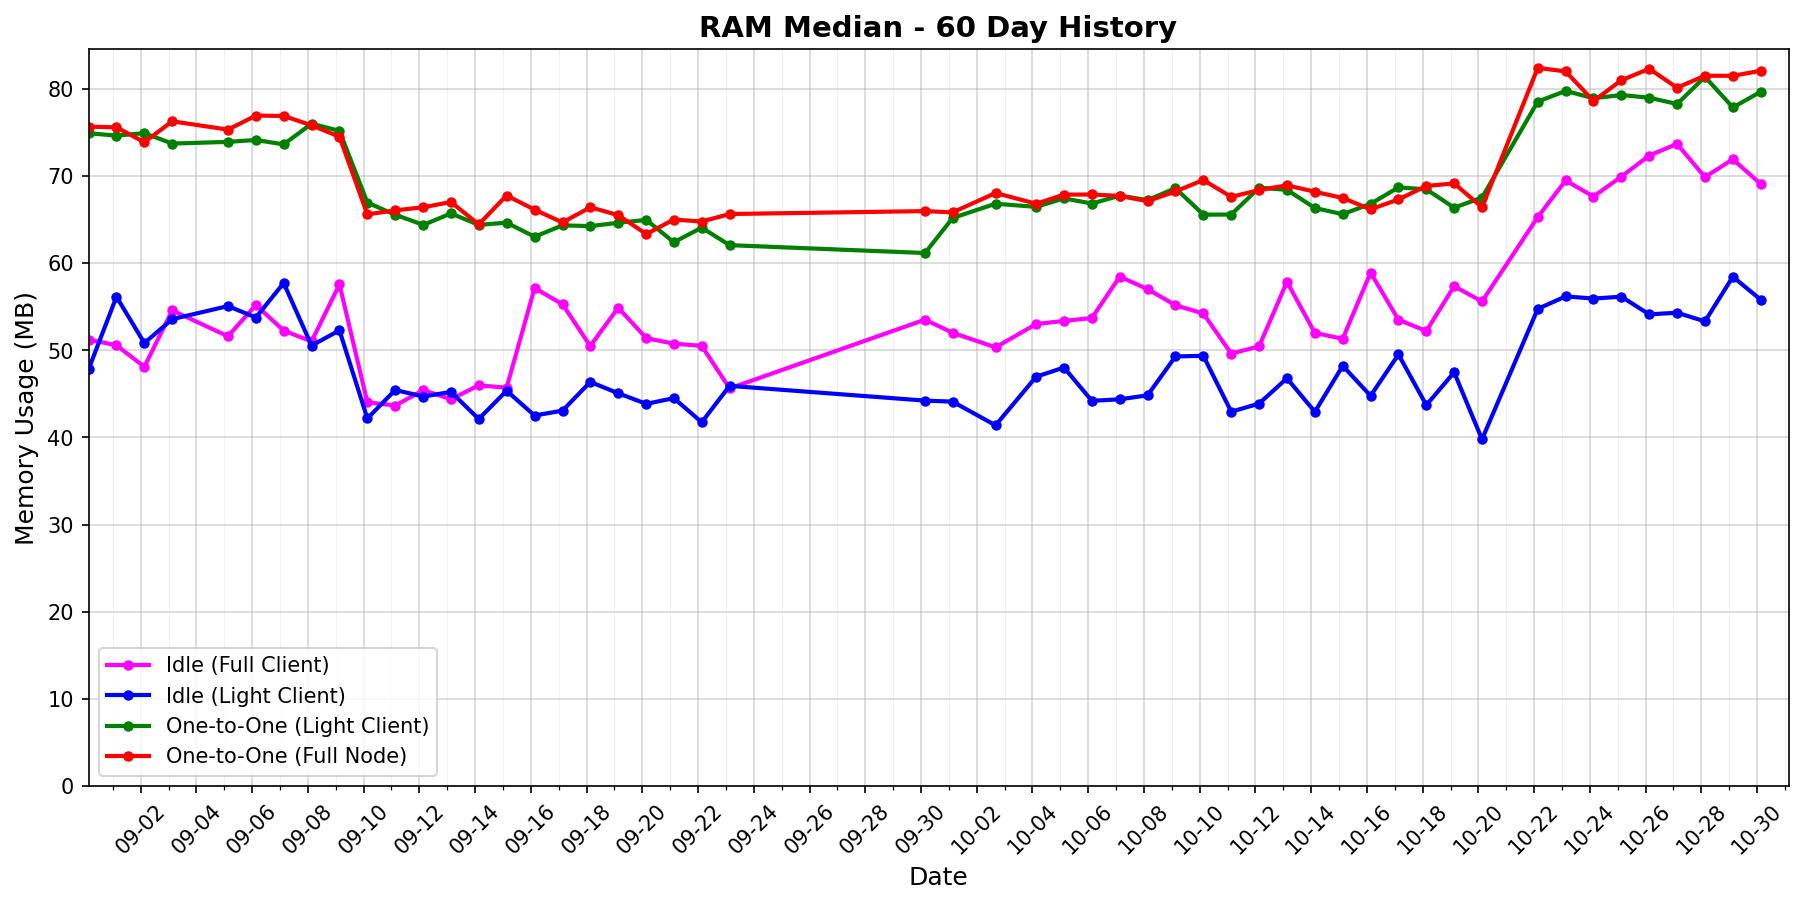 RAM Median - 60 Day History
Memory Usage (MB)
80
70
60
50
40
30
20
10
0
Idle (Full Client)
Idle (Light Client)
One-to-One (Light Client)
One-to-One (Full Node)
09-02 09-04 09-06 09-08 09-10 09-12 09-14 09-16 09-18 09-20 09-22 09-24 09-26 09-28 09-30 10-02 10-04 10-06 10-08 10-10 10-12 10-14 10-16 10-18 10-20 10-22 10-24 10-26 10-28 10-30
Date